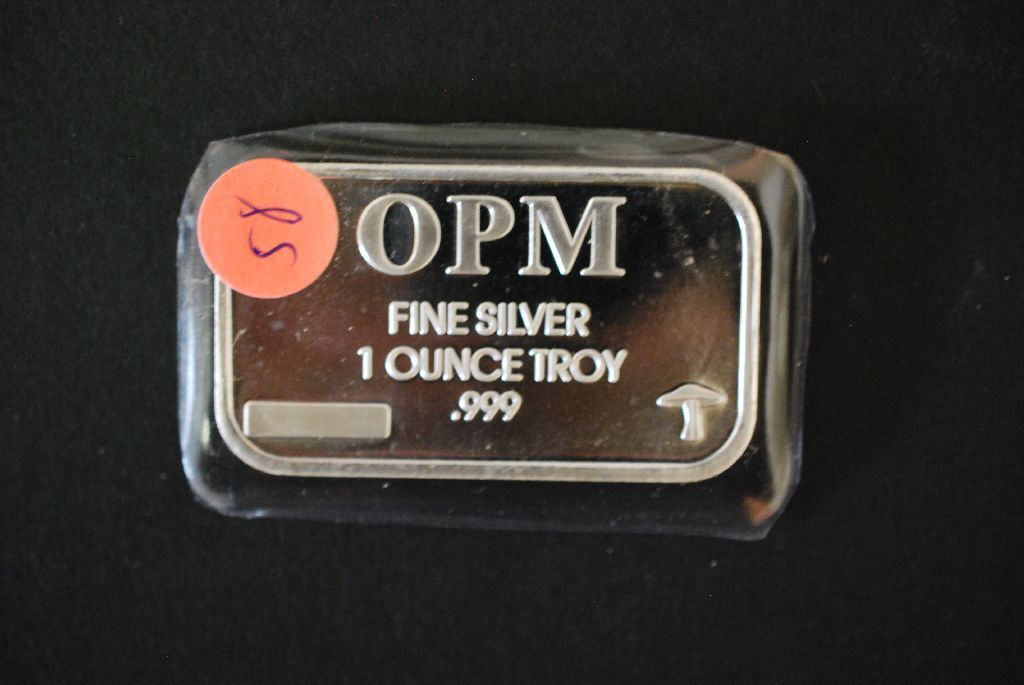 OPM
FINE SILVER
1 OUNCE TROY
.999